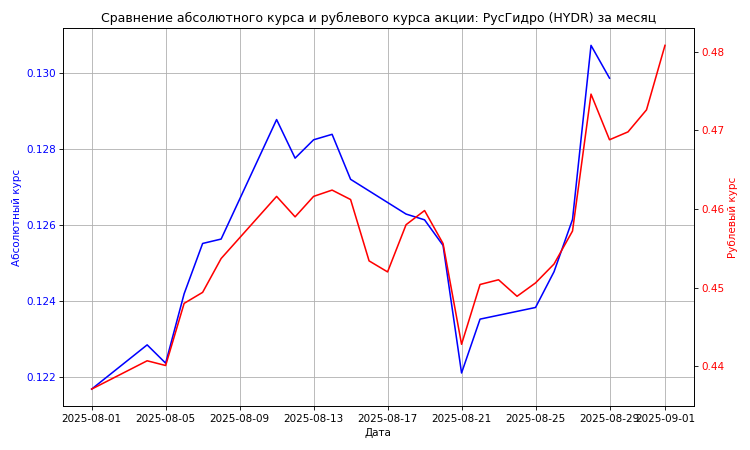 Сравнение абсолютного курса и рублевого курса акции: РусГидро (HYDR) за месяц
Абсолютный курс
0.130
0.128
0.126
0.124
0.122
0.48
0.47
0.46
0.45
0.44
Рублевый курс
2025-08-01 2025-08-05 2025-08-09 2025-08-13 2025-08-17 2025-08-21 2025-08-25 2025-08-29 2025-09-01
Дата